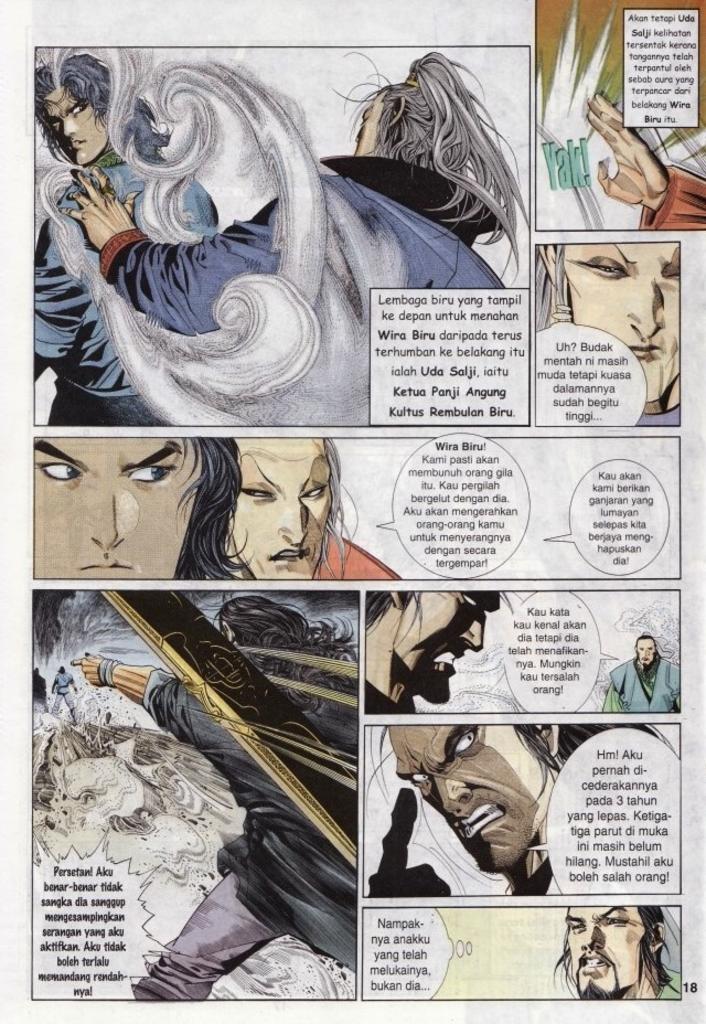 Akan tetapi Uda
Salji kelihatan
tersentak kerana
tangannya telah
terpantul oleh
sebab aura yang
terpancar dari
belakang Wira
Biru itu.
Yak!
Lembaga biru yang tampil
ke depan untuk menahan
Wira Biru daripada terus
terhumban ke belakang itu
ialah Uda Salji, iaitu
Ketua Panji Angung
Kultus Rembulan Biru.
Uh? Budak
mentah ni masih
muda tetapi kuasa
dalamannya
sudah begitu
tinggi...
Wira Biru!
Kami pasti akan
membunuh orang gila
itu. Kau pergilah
bergelut dengan dia.
Aku akan mengerahkan
orang-orang kamu
untuk menyerangnya
dengan secara
tergempar!
Kau akan
kami berikan
ganjaran yang
lumayan
selepas kita
berjaya meng-
hapuskan
dia!
Persetan! Aku
benar-benar tidak
sangka dia sanggup
mengesampingkan
serangan yang aku
aktifkan. Aku tidak
boleh terlalu
memandang rendah-
nya!
Kau kata
kau kenal akan
dia tetapi dia
telah menafikan-
nya. Mungkin
kau tersalah
orang!
Hm! Aku
pernah di-
cederakannya
pada 3 tahun
yang lepas. Ketiga-
tiga parut di muka
ini masih belum
hilang. Mustahil aku
boleh salah orang!
Nampak-
nya anakku
yang telah
melukainya,
bukan dia...
18